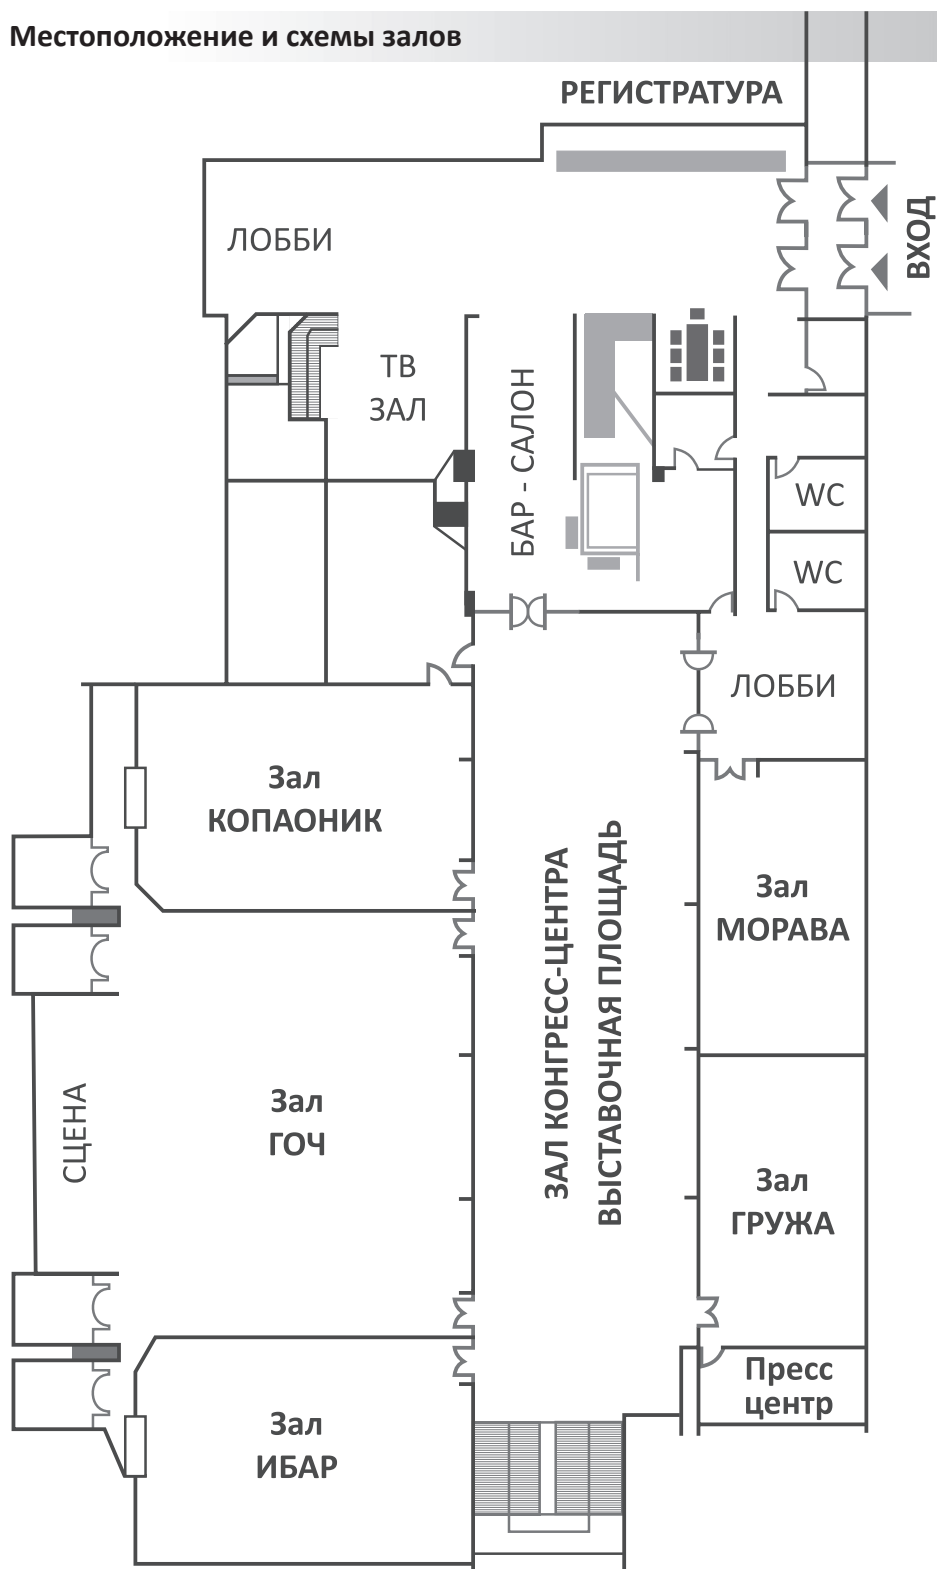 Местоположение и схемы залов
РЕГИСТРАТУРА
ВХОД
ЛОББИ
ТВ
ЗАЛ
БАР - САЛОН
WC
WC
ЛОББИ
Зал
КОПАОНИК
ЗАЛ КОНГРЕСС-ЦЕНТРА
ВЫСТАВОЧНАЯ ПЛОЩАДЬ
Зал
МОРАВА
СЦЕНА
Зал
ГОЧ
Зал
ГРУЖА
Пресс
центр
Зал
ИБАР